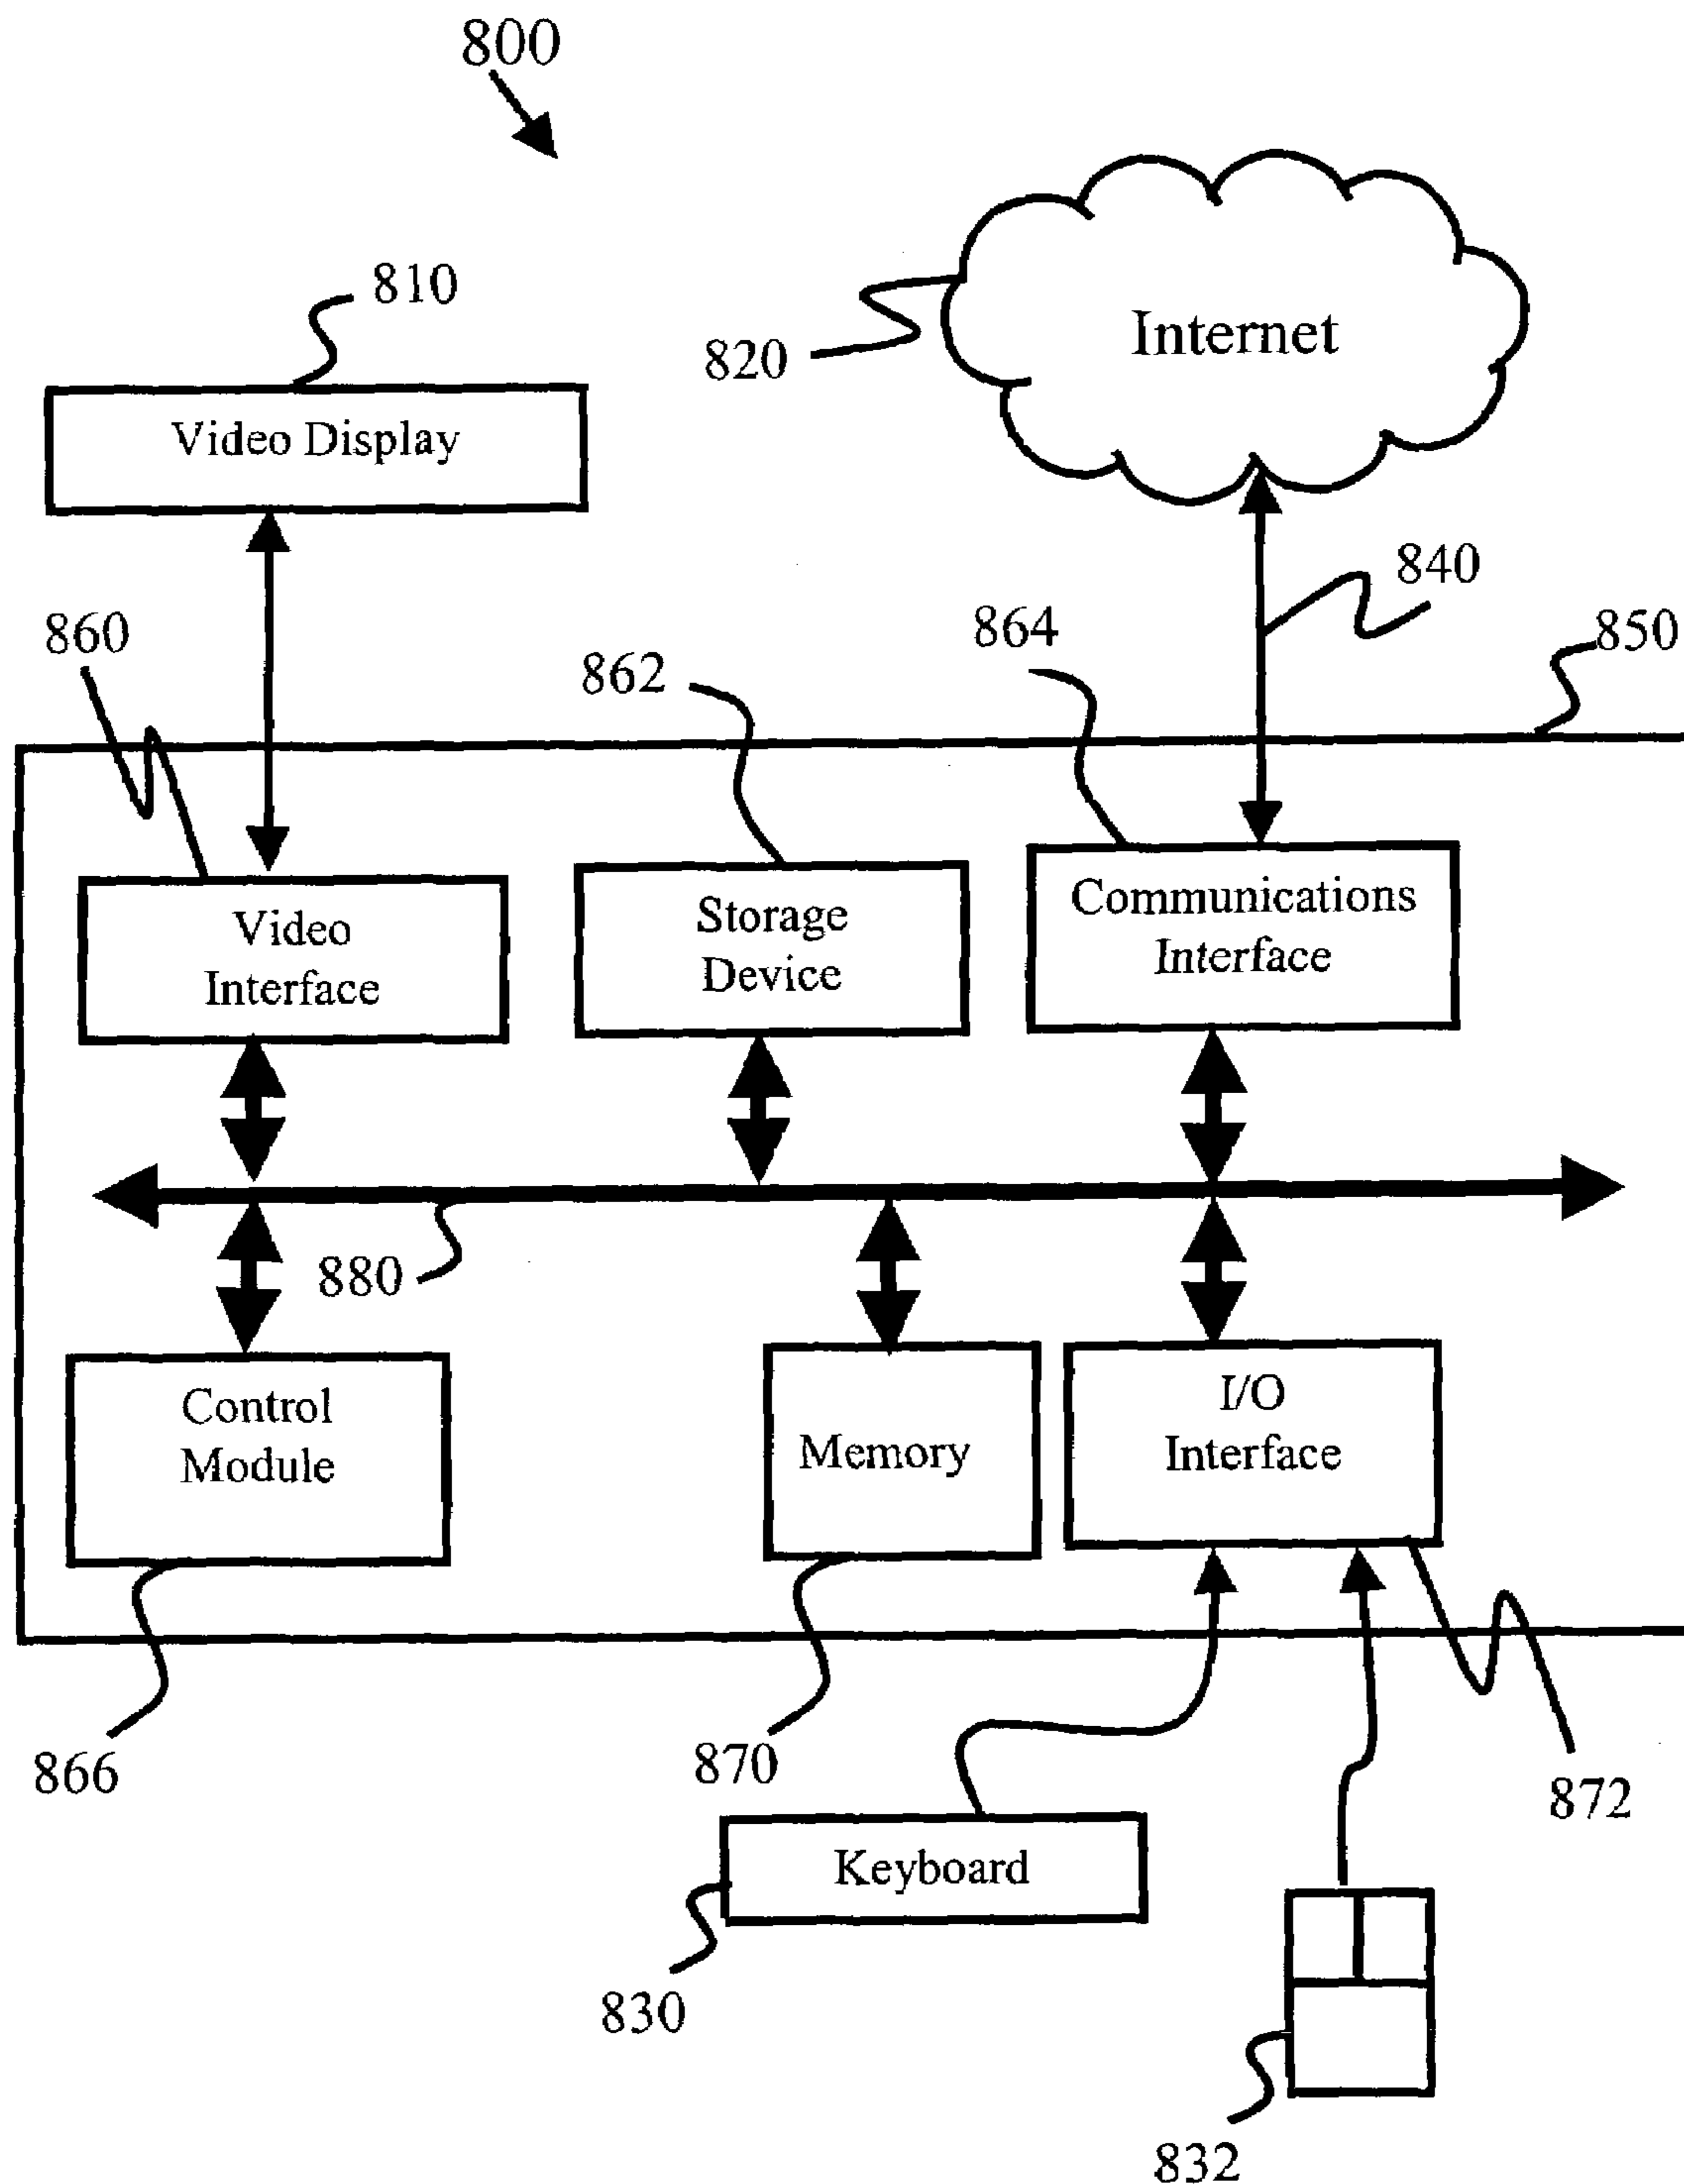 800
810
Video Display
820
Internet
840
850
860
862
864
Video
Interface
Storage
Device
Communications
Interface
880
Control
Module
Memory
I/O
Interface
866
870
872
Keyboard
830
832